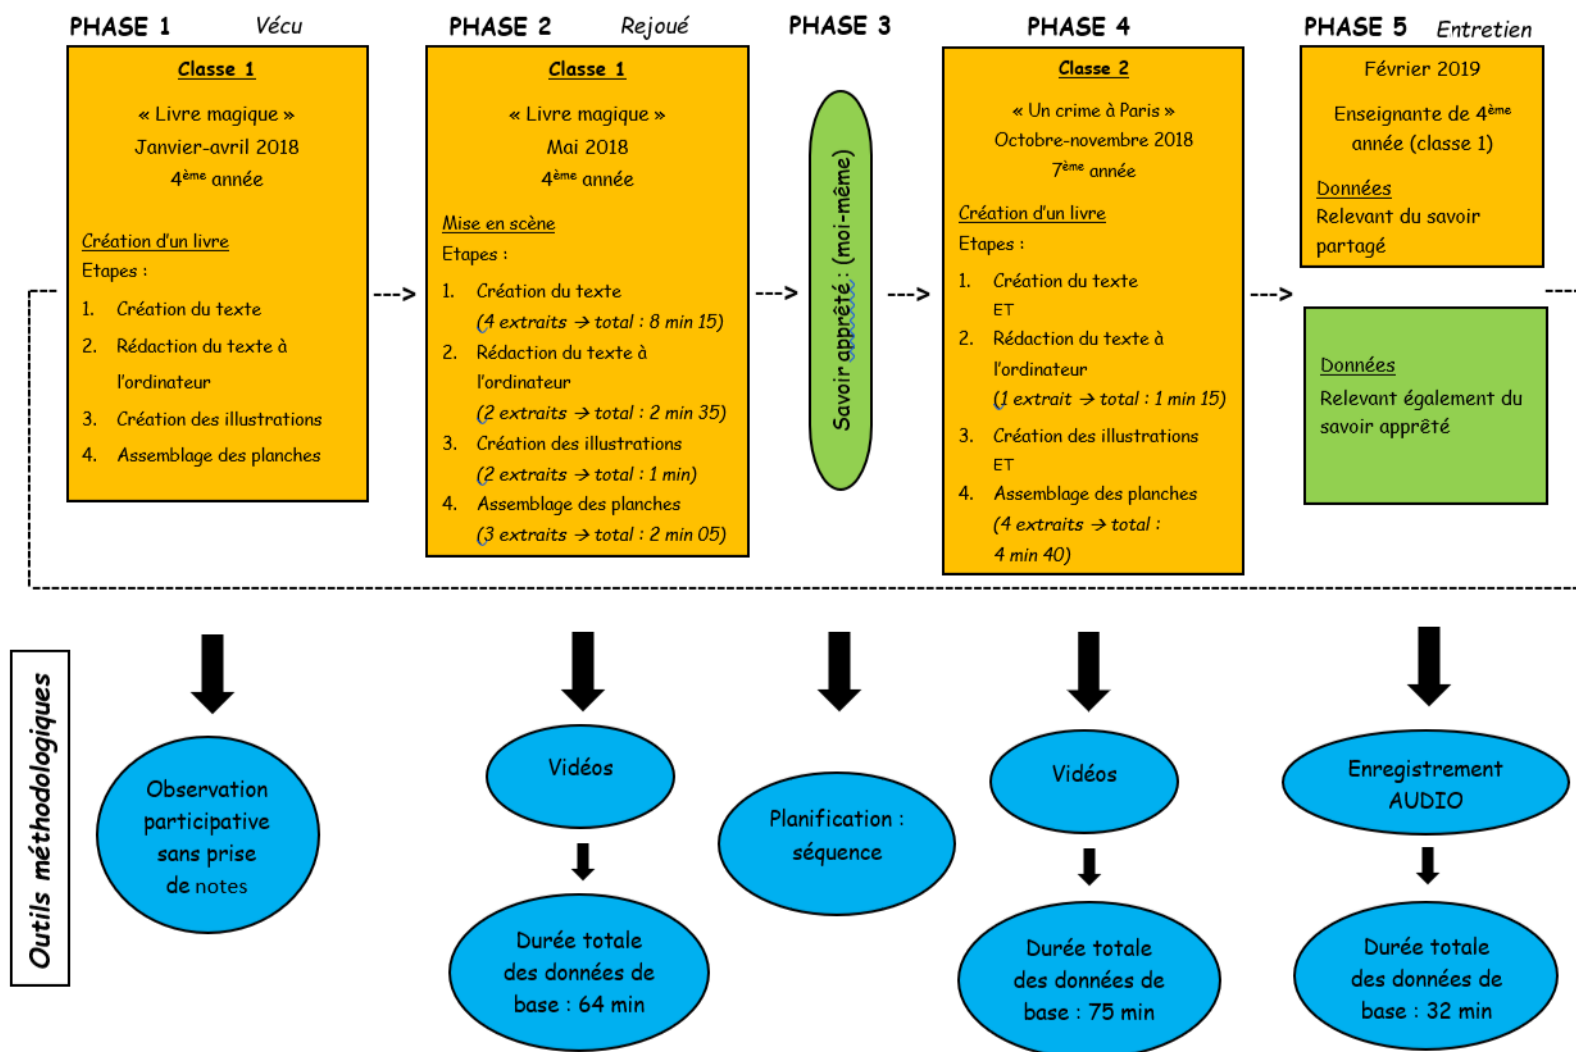 PHASE 1 Vécu
Classe 1
« Livre magique »
Janvier-avril 2018
4ème année
Création d'un livre
Etapes :
1. Création du texte
2. Rédaction du texte à
l'ordinateur
3. Création des illustrations
4. Assemblage des planches
PHASE 2 Rejoué
Classe 1
« Livre magique »
Mai 2018
4ème année
Mise en scène
Etapes :
1. Création du texte
(4 extraits → total : 8 min 15)
2. Rédaction du texte à
l'ordinateur
(2 extraits → total : 2 min 35)
3. Création des illustrations
(2 extraits → total : 1 min)
4. Assemblage des planches
(3 extraits → total : 2 min 05)
PHASE 3
Savoir apprêté : (moi-même)
PHASE 4
Classe 2
« Un crime à Paris »
Octobre-novembre 2018
7ème année
Création d'un livre
Etapes :
1. Création du texte
ET
2. Rédaction du texte à
l'ordinateur
(1 extrait → total : 1 min 15)
3. Création des illustrations
ET
4. Assemblage des planches
(4 extraits → total :
4 min 40)
PHASE 5 Entretien
Février 2019
Enseignante de 4ème
année (classe 1)
Données
Relevant du savoir
partagé
Données
Relevant également du
savoir apprêté
Outils méthodologiques
Observation
participative
sans prise
de notes
Vidéos
Durée totale
des données de
base : 64 min
Planification :
séquence
Vidéos
Durée totale
des données de
base : 75 min
Enregistrement
AUDIO
Durée totale
des données de
base : 32 min